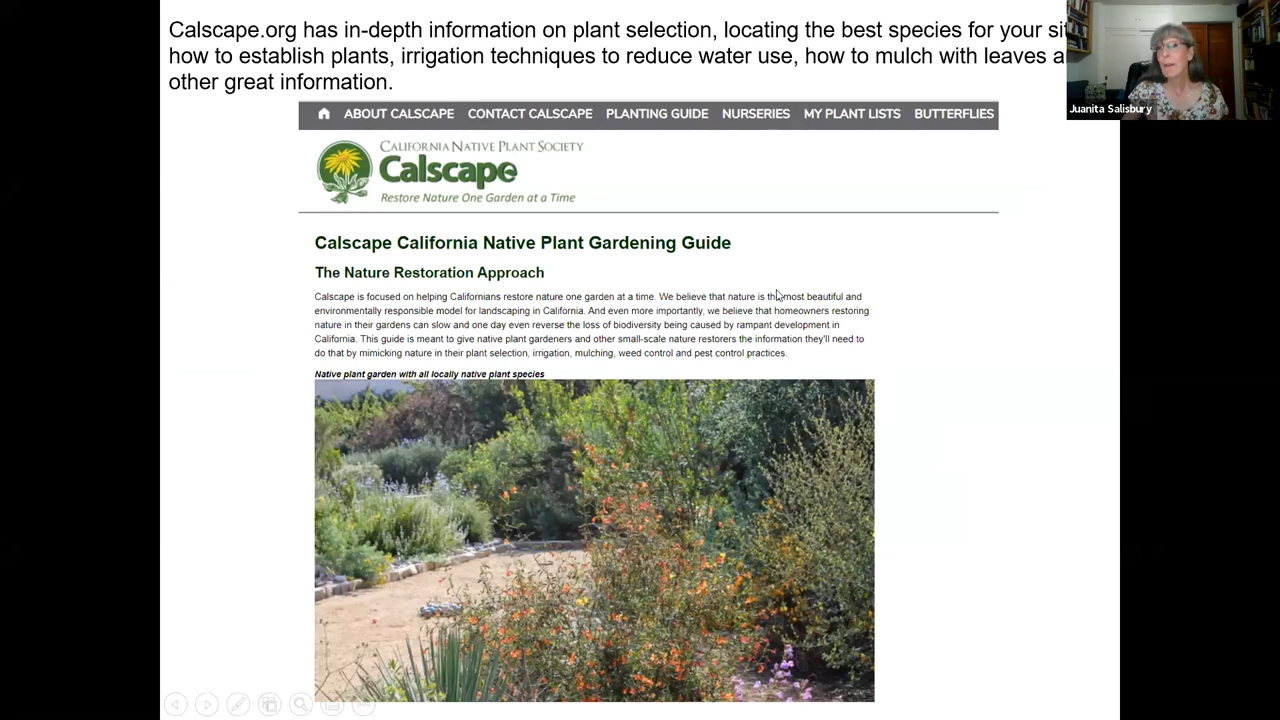 Calscape.org has in-depth information on plant selection, locating the best species for your
how to establish plants, irrigation techniques to reduce water use, how to mulch with leaves
other great information.
Juanita Salisbury
ABOUT CALSCAPE CONTACT CALSCAPE PLANTING GUIDE NURSERIES MY PLANT LISTS BUTTERFLIES
CALIFORNIA NATIVE PLANT SOCIETY
Calscape
Restore Nature One Garden at a Time
Calscape California Native Plant Gardening Guide
The Nature Restoration Approach
Calscape is focused on helping Californians restore nature one garden at a time. We believe that nature is the most beautiful and
environmentally responsible model for landscaping in California. And even more importantly, we believe that homeowners restoring
nature in their gardens can slow and one day even reverse the loss of biodiversity being caused by rampant development in
California. This guide is meant to give native plant gardeners and other small-scale nature restorers the information they'll need to
do that by mimicking nature in their plant selection, irrigation, mulching, weed control and pest control practices.
Native plant garden with all locally native plant species